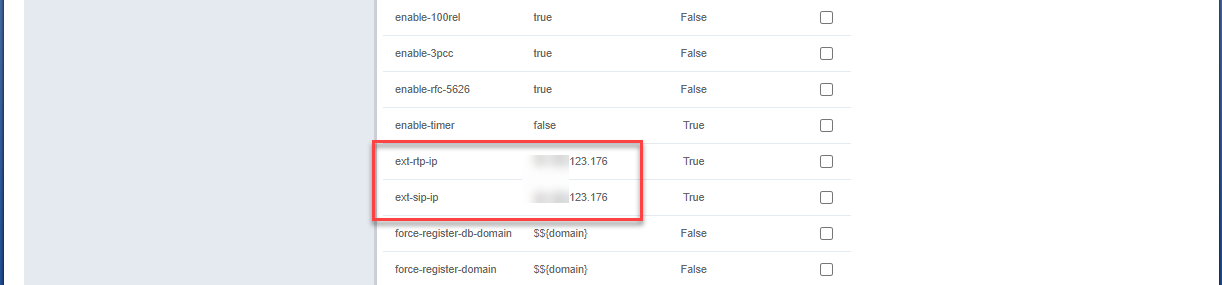 enable-100rel true False
enable-3pcc true False
enable-rfc-5626 true False
enable-timer false True
ext-rtp-ip 123.176 True
ext-sip-ip 123.176 True
force-register-db-domain $${domain} False
force-register-domain $${domain} False